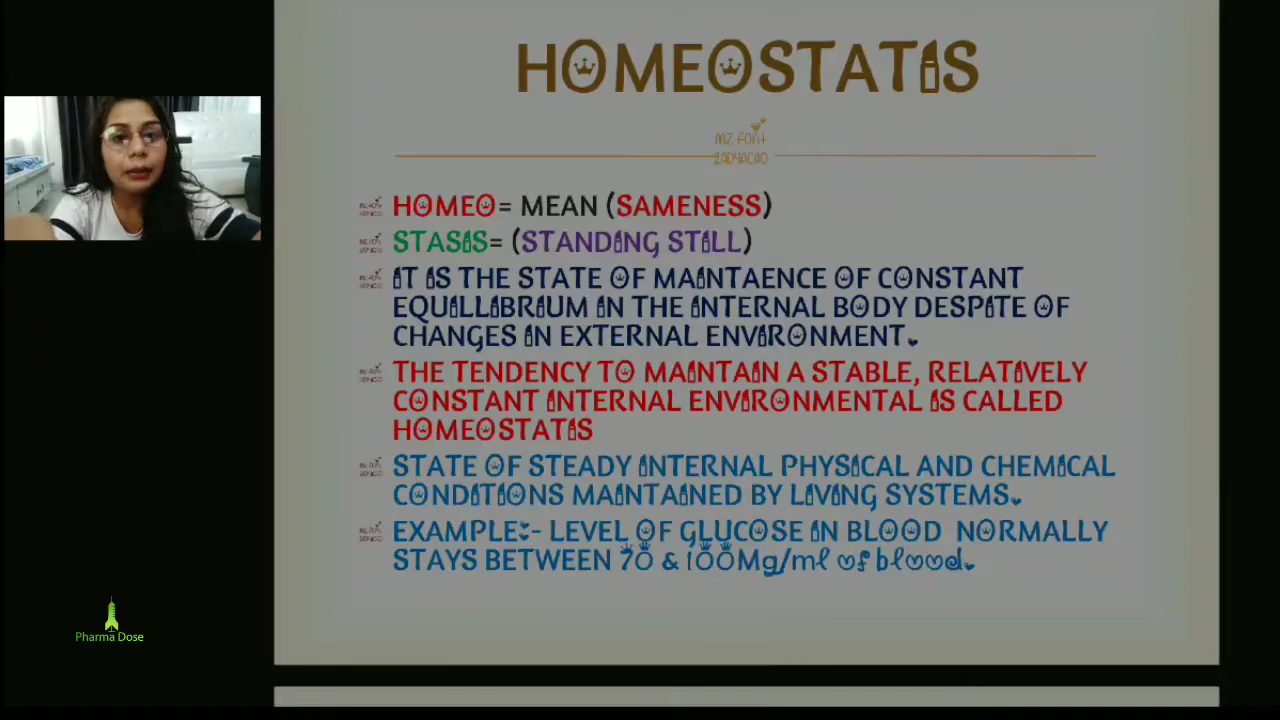 HOMEOSTATIS
MZ FONT
ZADYACAO
HOMEO= MEAN (SAMENESS)
STASIS= (STANDING STILL)
IT IS THE STATE OF MAINTAENCE OF CONSTANT
EQUILLIBRIUM IN THE INTERNAL BODY DESPITE OF
CHANGES IN EXTERNAL ENVIRONMENT.
THE TENDENCY TO MAINTAIN A STABLE, RELATIVELY
CONSTANT INTERNAL ENVIRONMENTAL IS CALLED
HOMEOSTATIS
STATE OF STEADY INTERNAL PHYSICAL AND CHEMICAL
CONDITIONS MAINTAINED BY LIVING SYSTEMS.
EXAMPLE:- LEVEL OF GLUCOSE IN BLOOD NORMALLY
STAYS BETWEEN 70 & 100Mg/ml of blood.
Pharma Dose